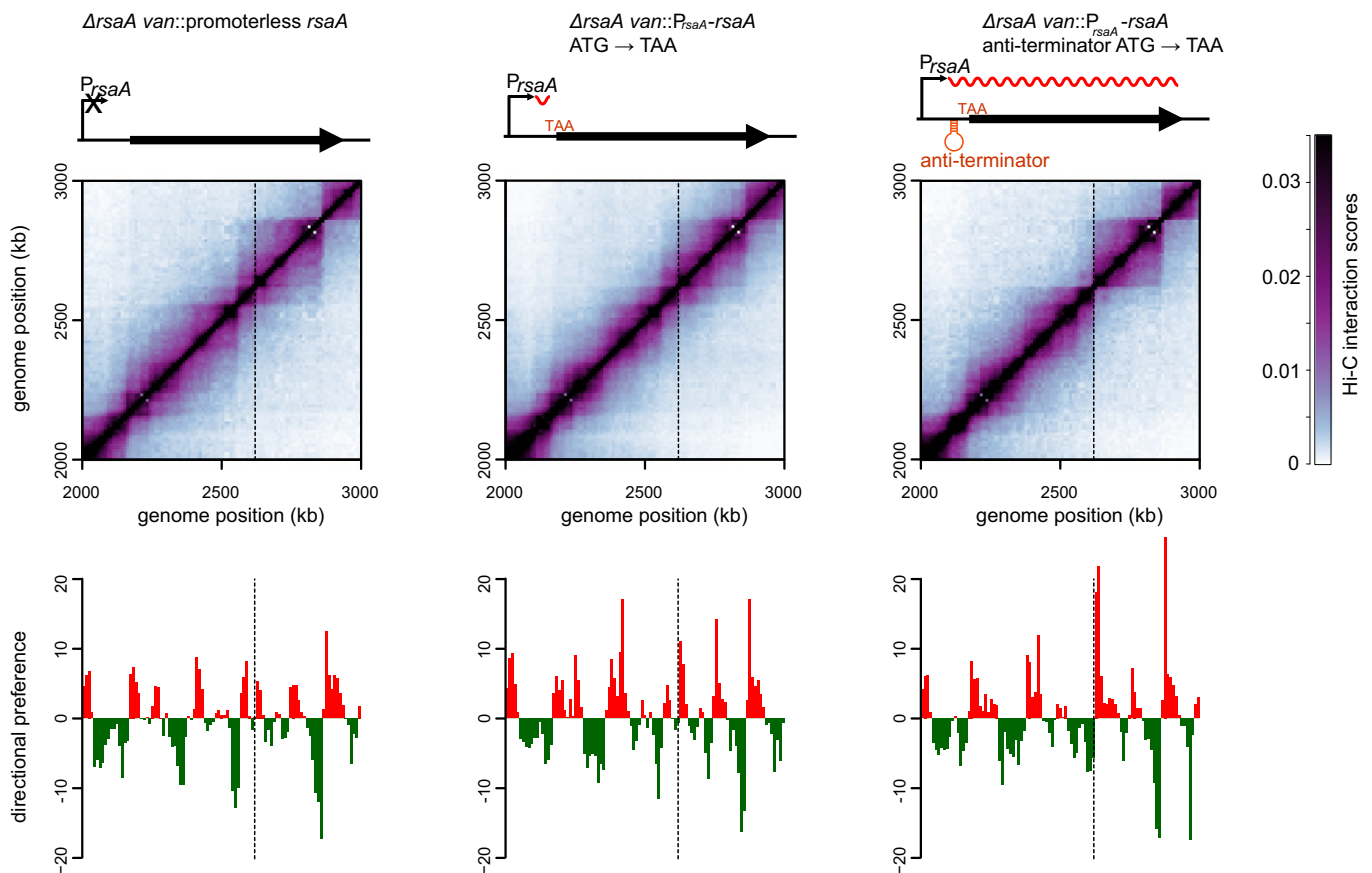 ΔrsaA van::promoterless rsaA
ΔrsaA van::PrsaA-rsaA
ATG → TAA
ΔrsaA van::PrsaA-rsaA
anti-terminator ATG → TAA
PrsaA
X
PrsaA
TAA
PrsaA
TAA
anti-terminator
genome position (kb)
3000
2500
2000
2000 2500 3000
genome position (kb)
3000
2500
2000
2000 2500 3000
genome position (kb)
3000
2500
2000
2000 2500 3000
genome position (kb)
0.03
0.02
0.01
0
Hi-C interaction scores
directional preference
20
10
0
−10
−20
20
10
0
−10
−20
20
10
0
−10
−20